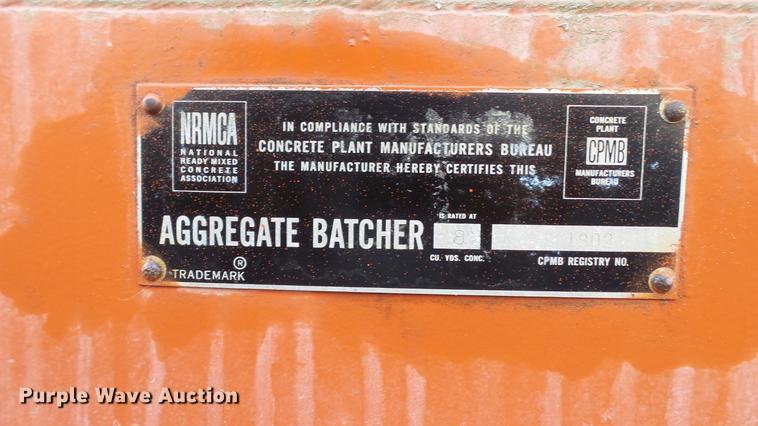 NRMCA
NATIONAL
READY MIXED
CONCRETE
ASSOCIATION
IN COMPLIANCE WITH STANDARDS OF THE
CONCRETE PLANT MANUFACTURERS BUREAU
THE MANUFACTURER HEREBY CERTIFIES THIS
CONCRETE
PLANT
CPMB
MANUFACTURERS
BUREAU
AGGREGATE BATCHER
IS RATED AT
8
CU. YDS. CONC.
CPMB REGISTRY NO.
®
TRADEMARK
Purple Wave Auction